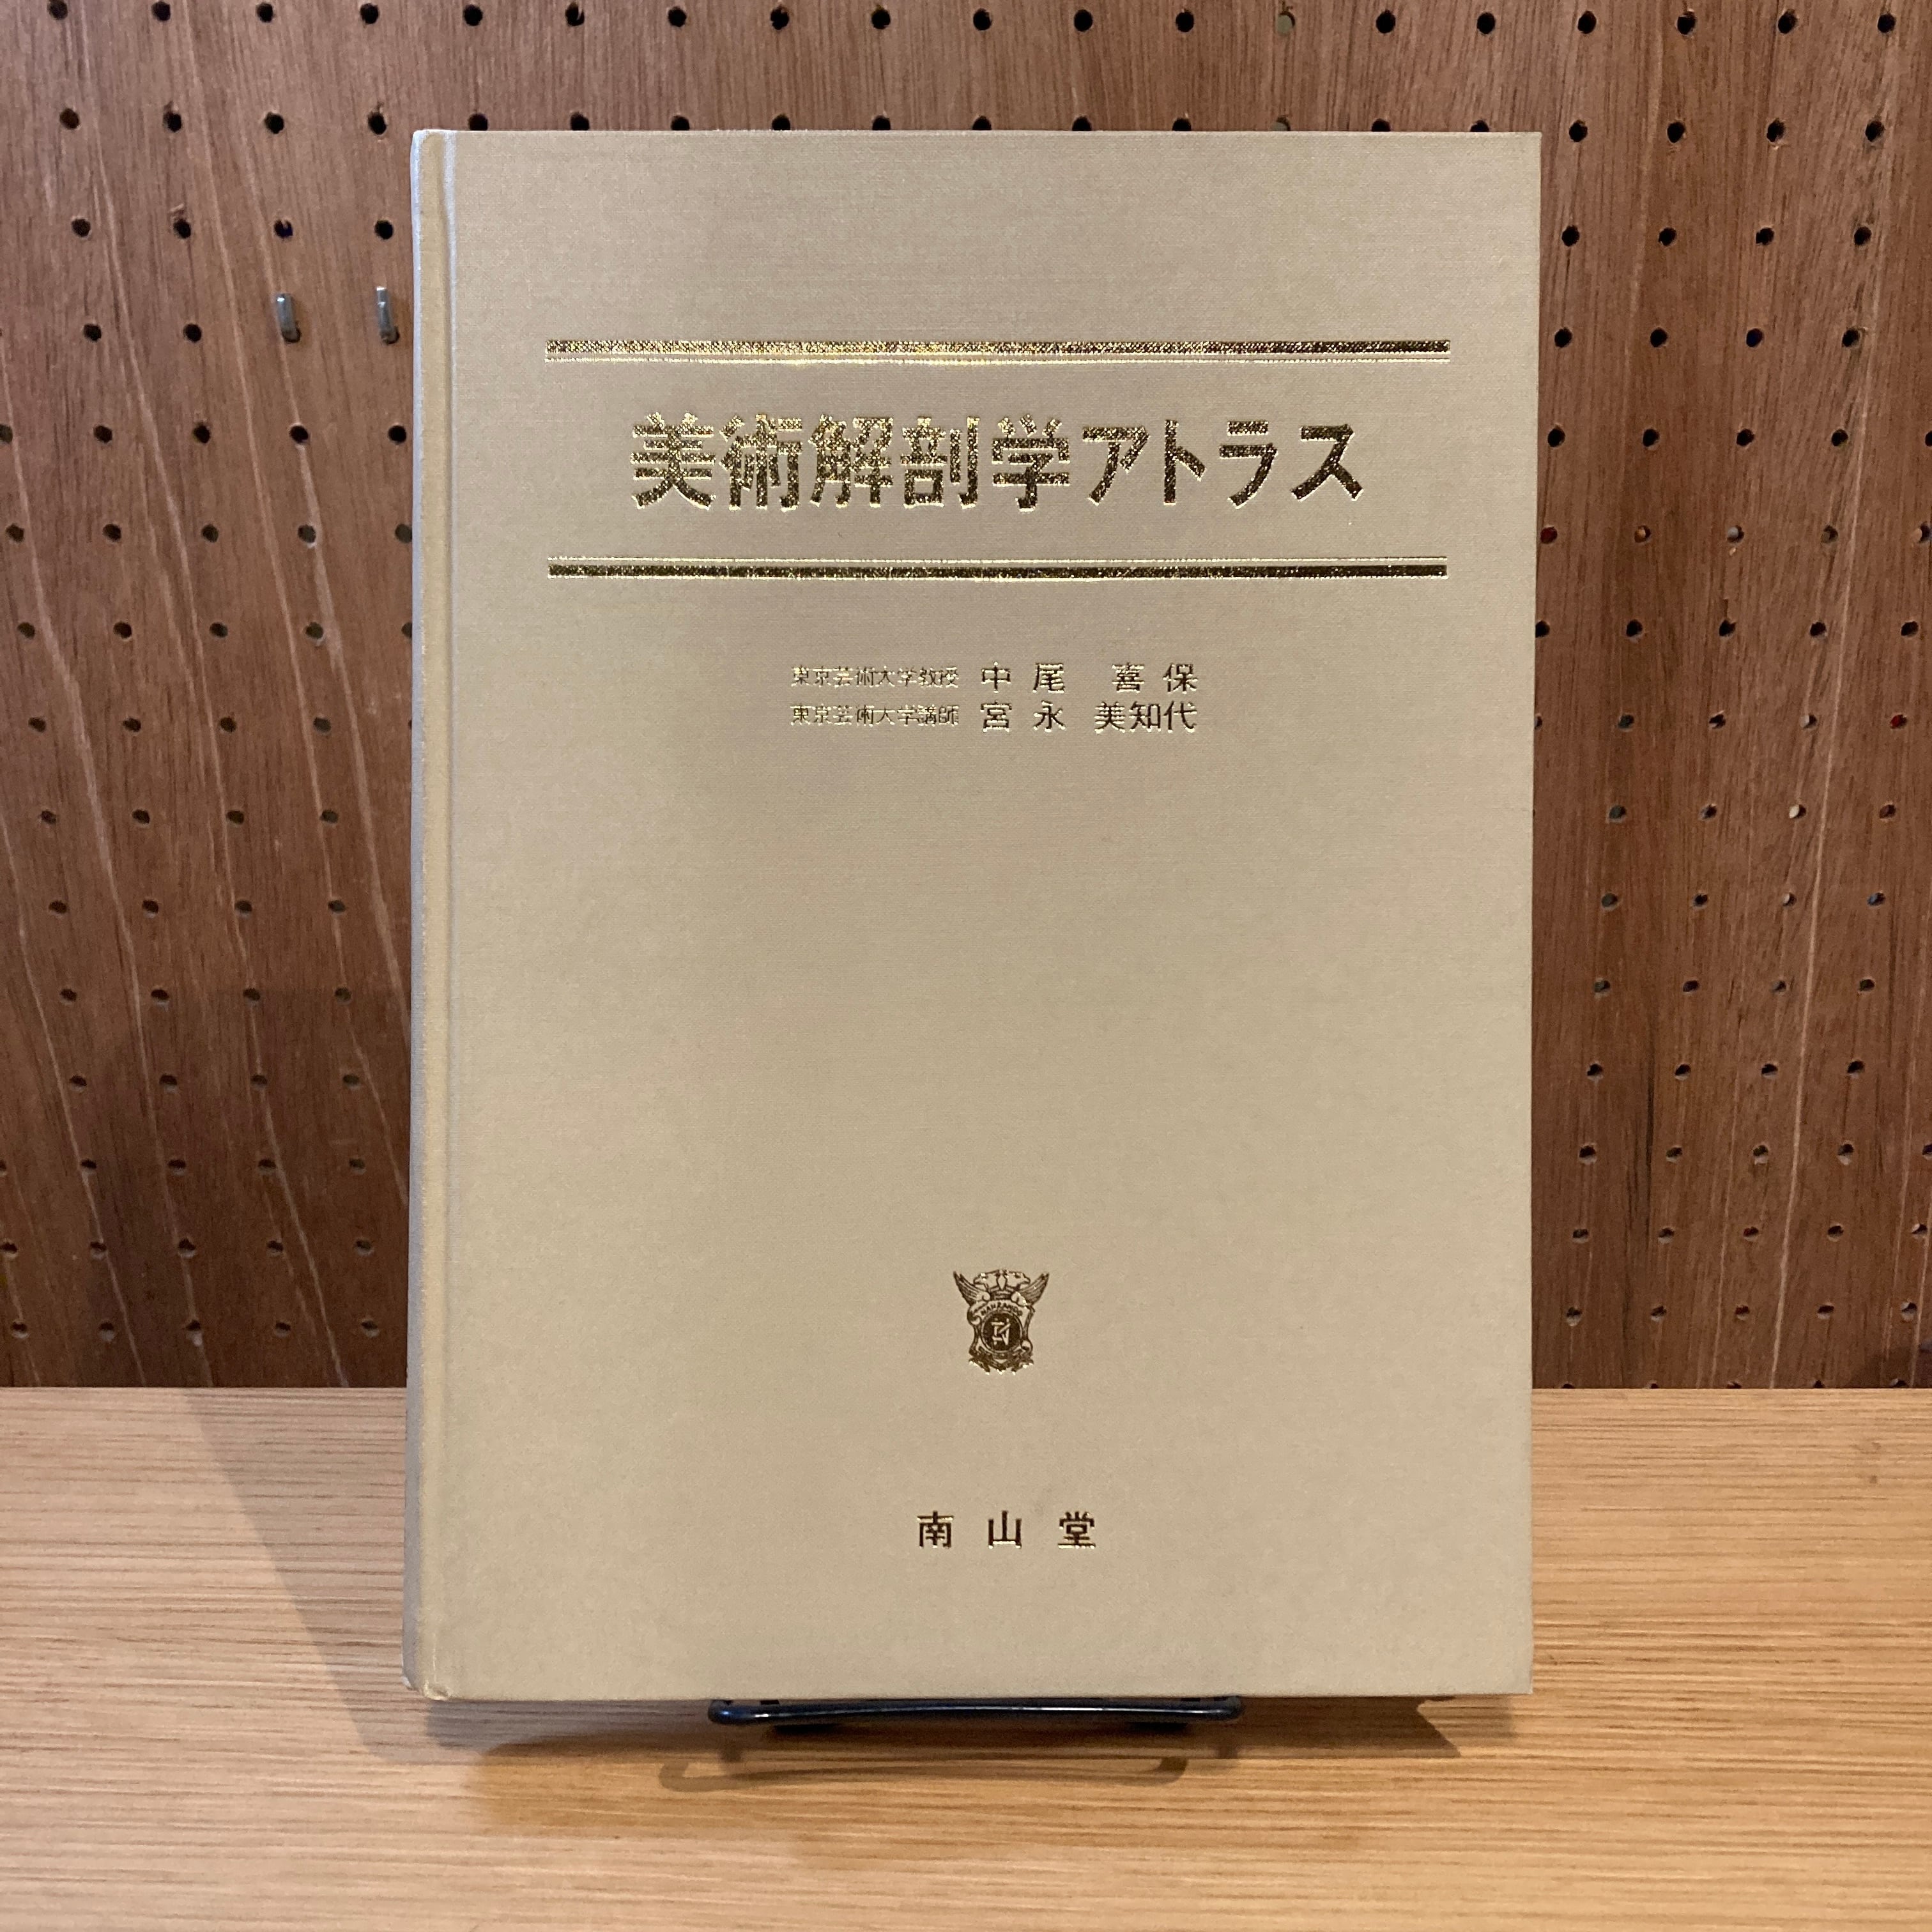 美術解剖学アトラス
東京芸術大学教授 中尾 喜保
東京芸術大学講師 宮永 美知代
NANZANDO
南山堂